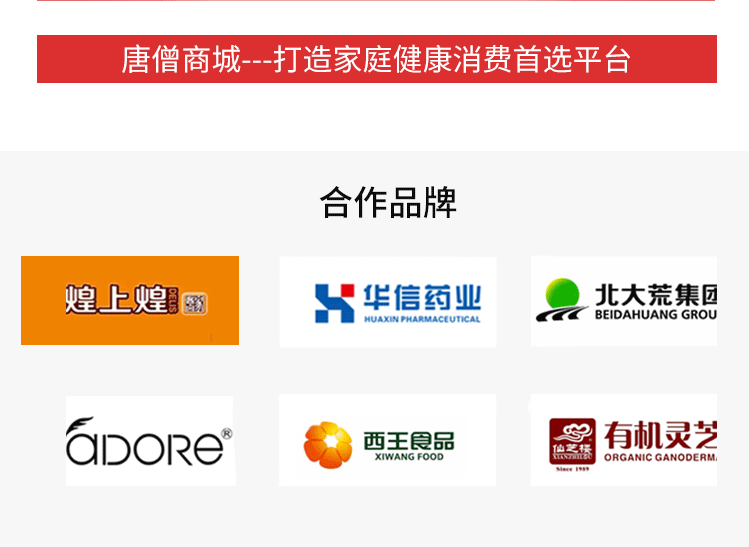 唐僧商城---打造家庭健康消费首选平台
合作品牌
煌上煌
华信药业
HUAXIN PHARMACEUTICAL
北大荒集团
BEIDAHUANG GROU
aDORe®
西王食品
XIWANG FOOD
仙芝楼
XIANZHILOU
Since 1989
有机灵芝
ORGANIC GANODERM